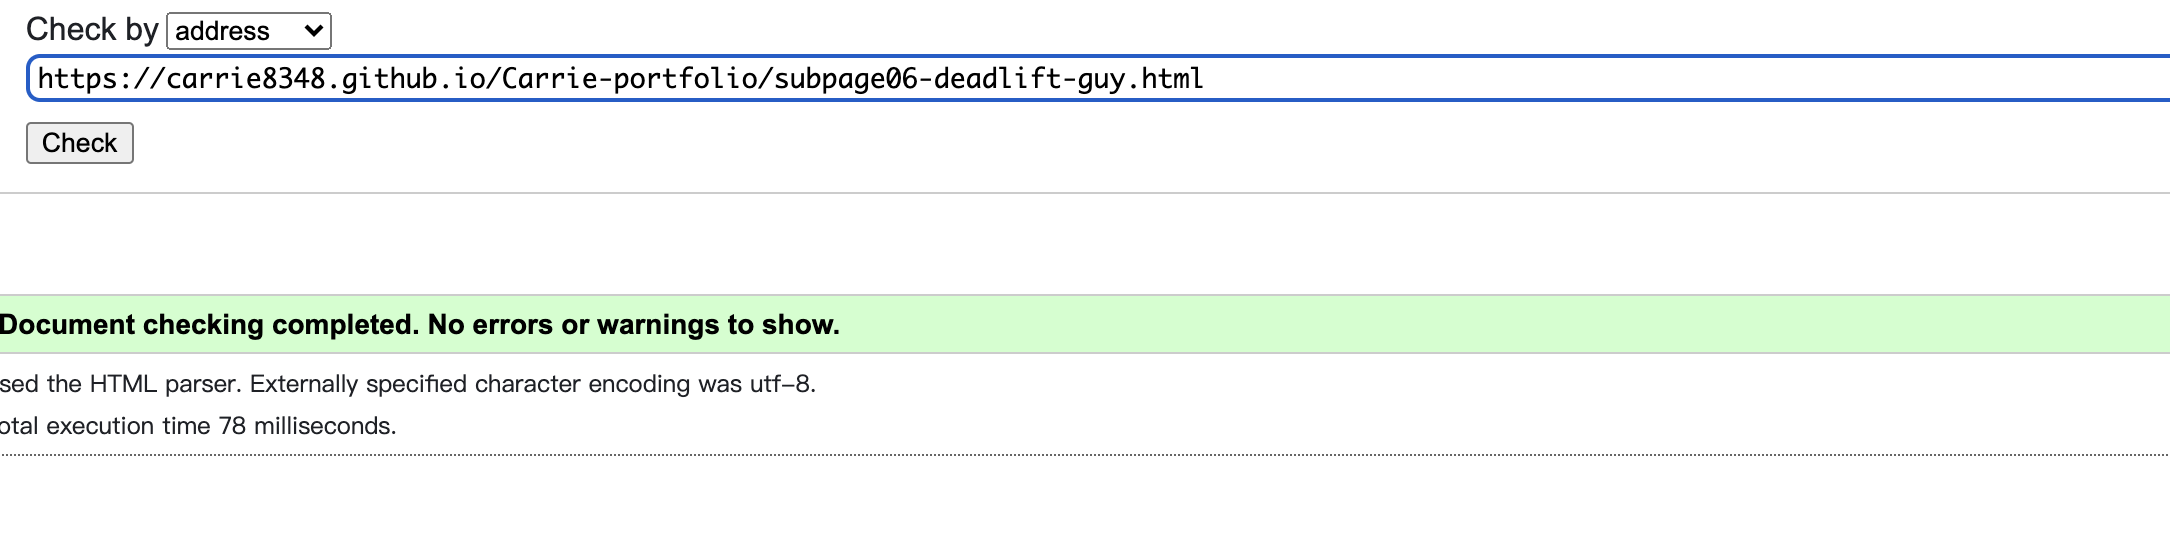 Check by address
https://carrie8348.github.io/Carrie-portfolio/subpage06-deadlift-guy.html
Check
Document checking completed. No errors or warnings to show.
sed the HTML parser. Externally specified character encoding was utf-8.
otal execution time 78 milliseconds.